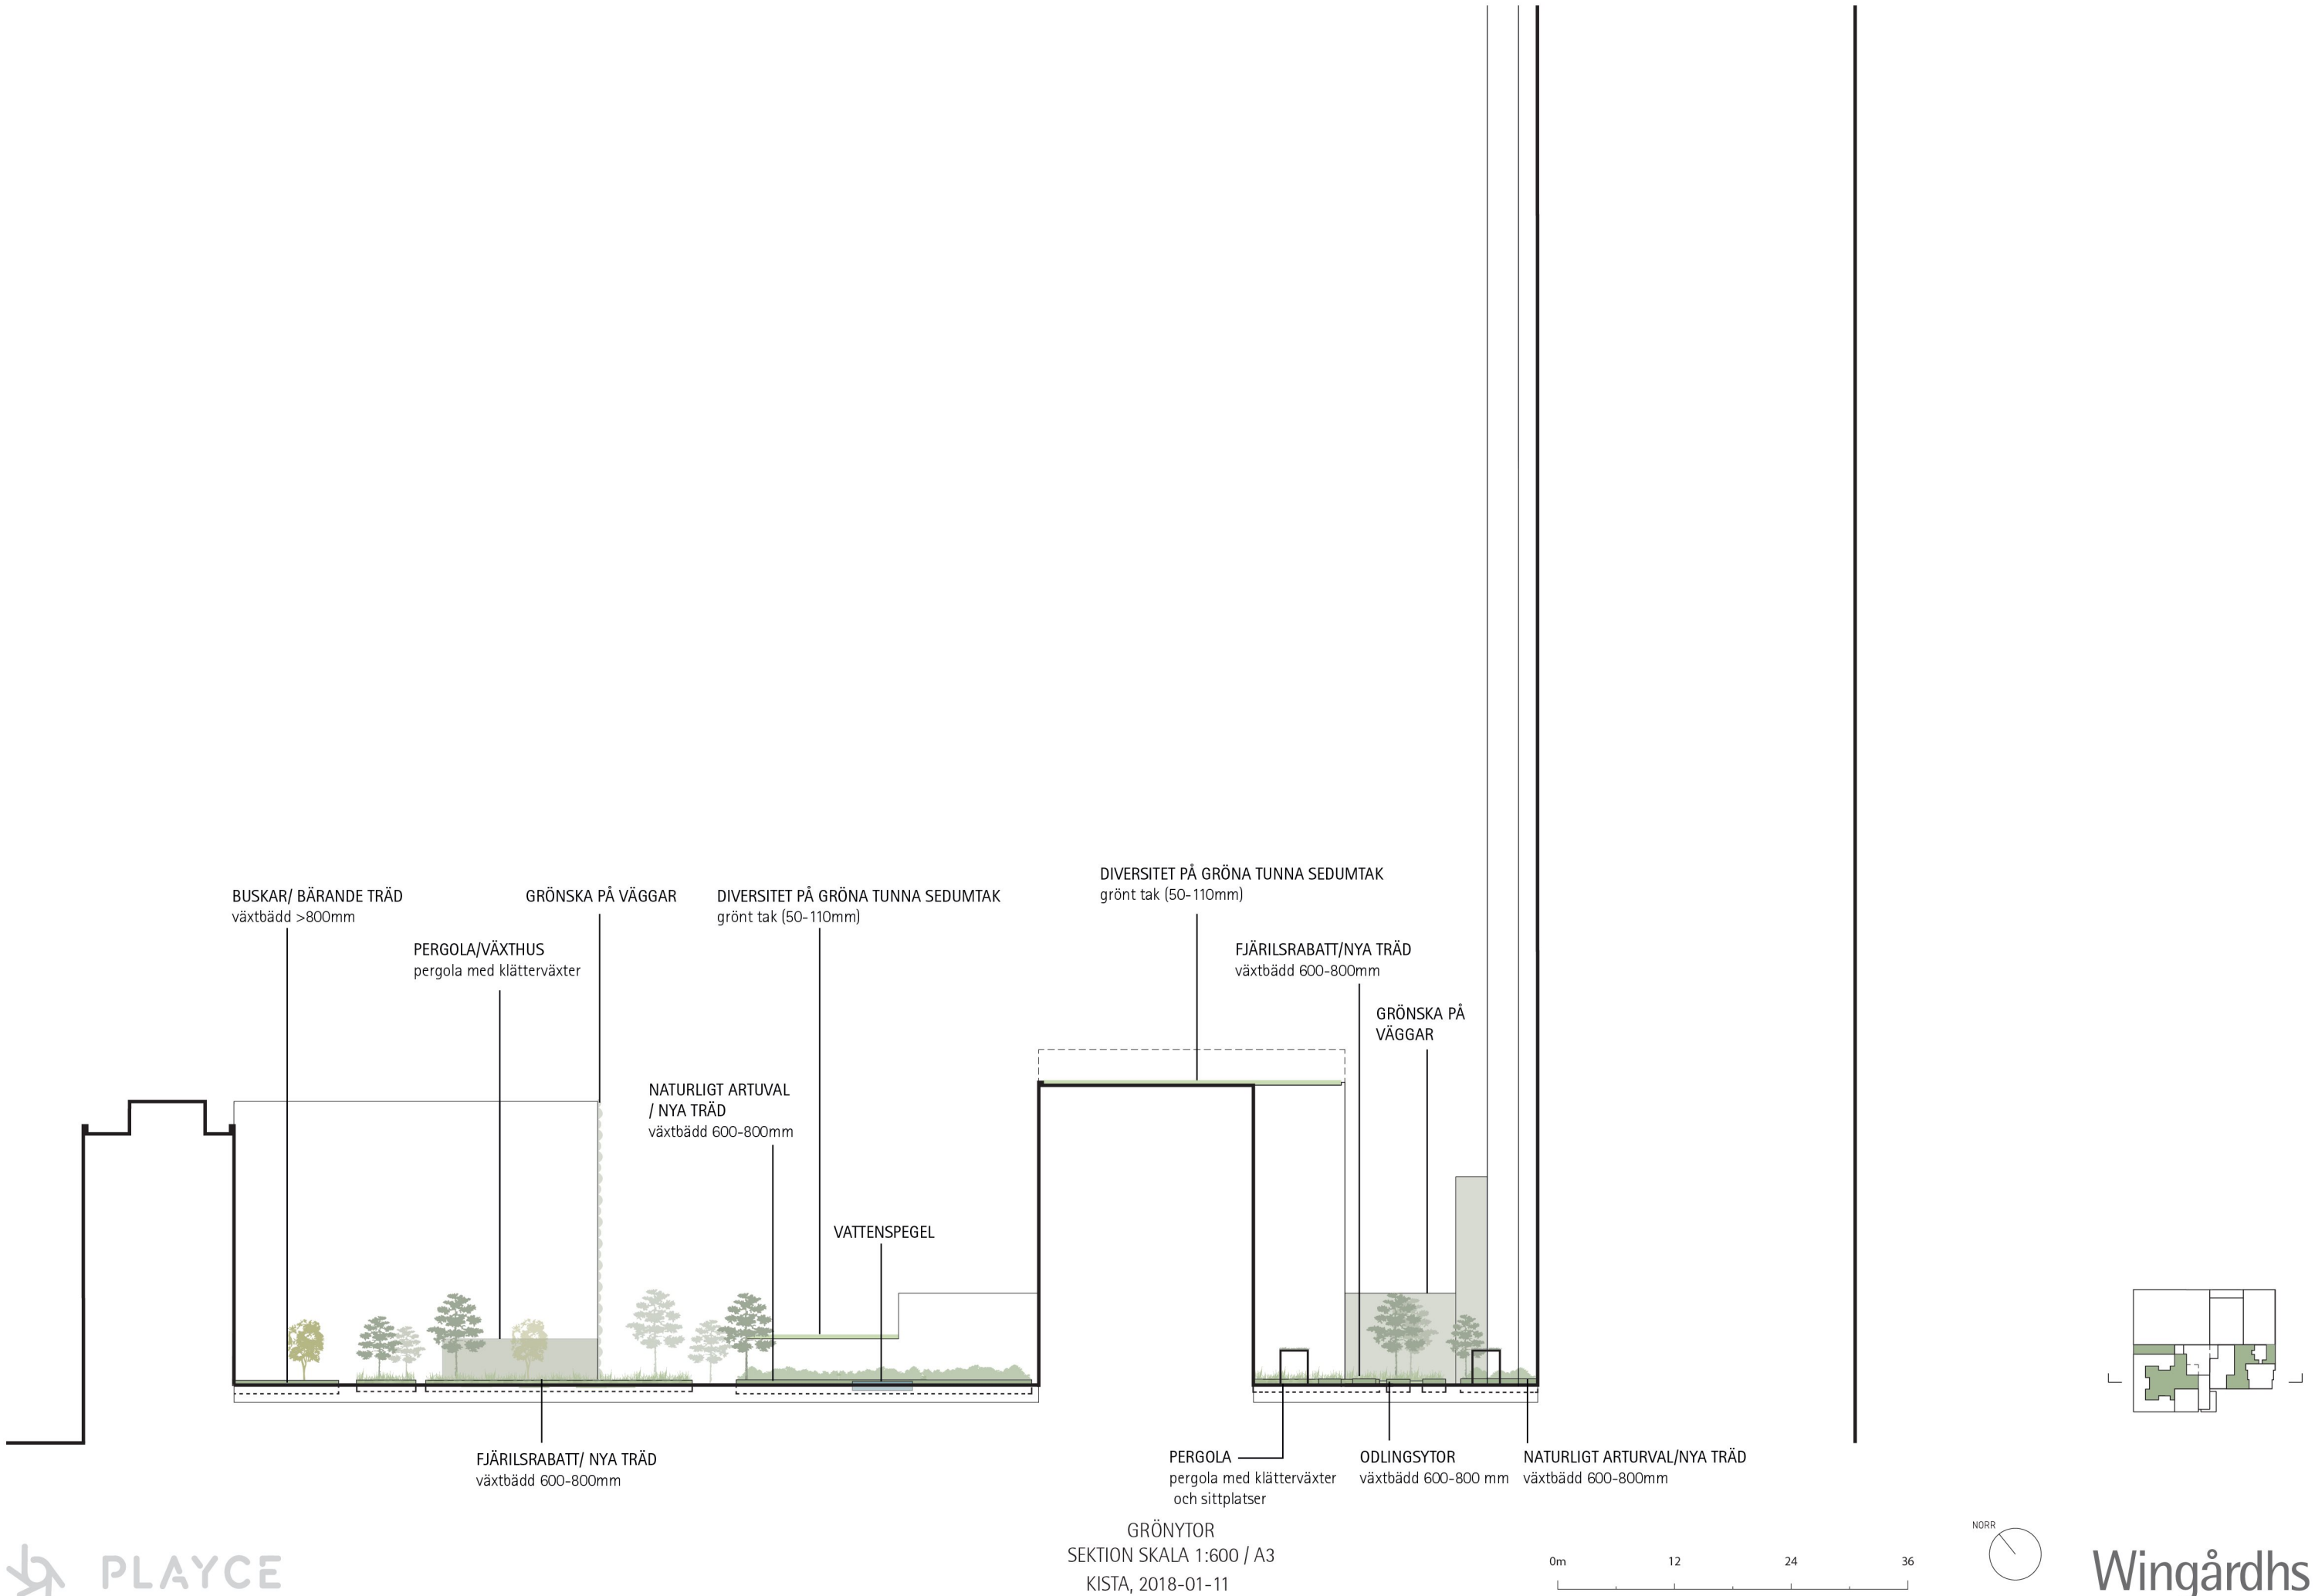 DIVERSITET PÅ GRÖNA TUNNA SEDUMTAK
grönt tak (50-110mm)
BUSKAR/ BÄRANDE TRÄD
växtbädd >800mm
GRÖNSKA PÅ VÄGGAR
DIVERSITET PÅ GRÖNA TUNNA SEDUMTAK
grönt tak (50-110mm)
PERGOLA/VÄXTHUS
pergola med klätterväxter
FJÄRILSRABATT/NYA TRÄD
växtbädd 600-800mm
GRÖNSKA PÅ
VÄGGAR
NATURLIGT ARTUVAL
/ NYA TRÄD
växtbädd 600-800mm
VATTENSPEGEL
FJÄRILSRABATT/ NYA TRÄD
växtbädd 600-800mm
PERGOLA
pergola med klätterväxter
och sittplatser
ODLINGSYTOR
växtbädd 600-800 mm
NATURLIGT ARTURVAL/NYA TRÄD
växtbädd 600-800mm
GRÖNYTOR
SEKTION SKALA 1:600 / A3
KISTA, 2018-01-11
0m 12 24 36
NORR
PLAYCE
Wingårdhs